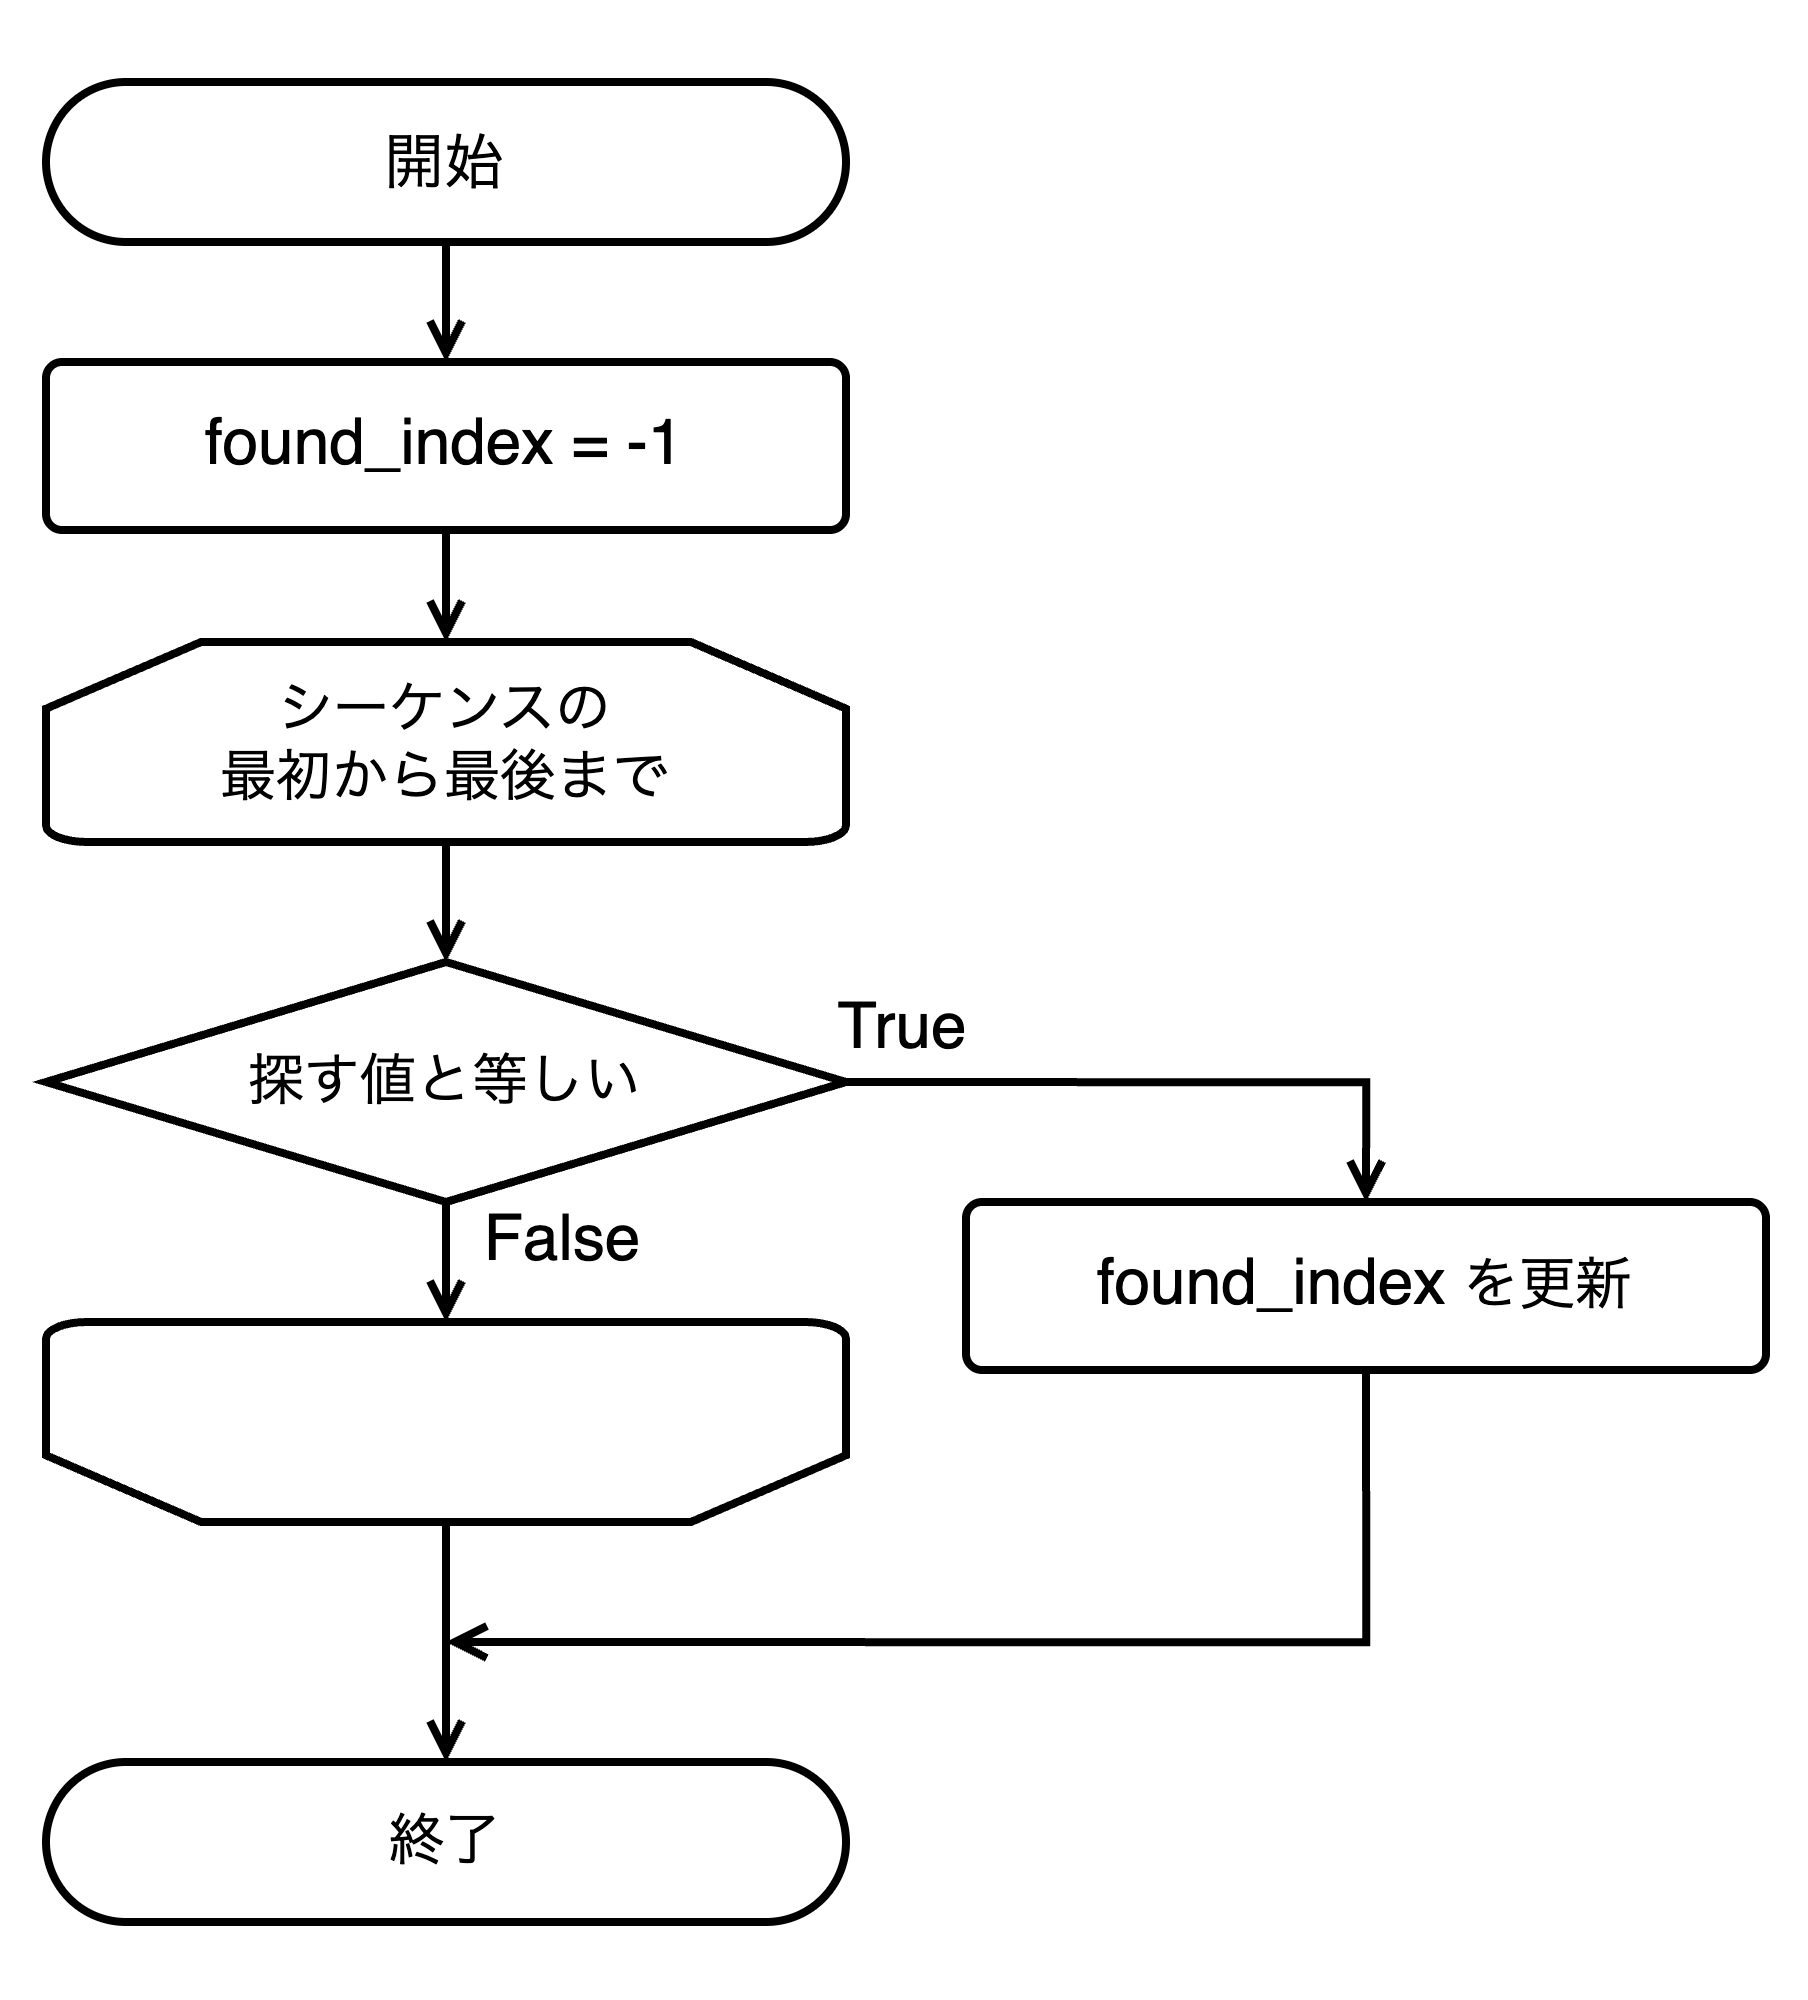 開始
found_index = -1
シーケンスの
最初から最後まで
探す値と等しい
True
False
found_index を更新
終了